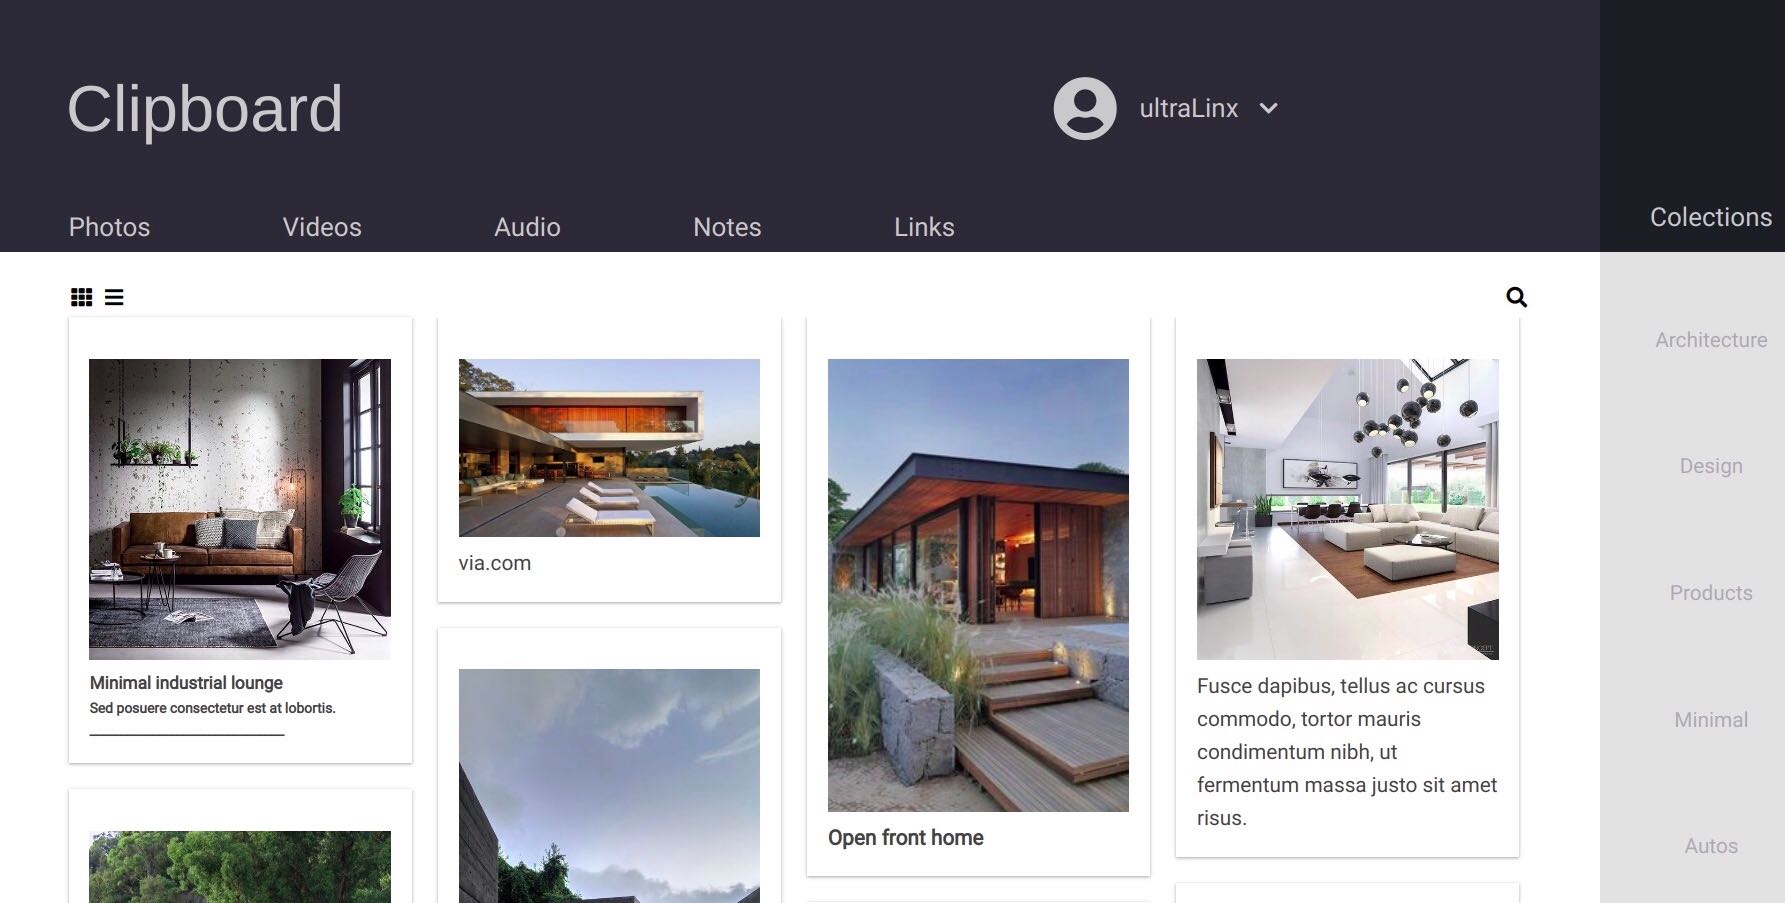 Clipboard
ultraLinx
Photos Videos Audio Notes Links
Colections
Architecture
Design
Products
Minimal
Autos
Minimal industrial lounge
Sed posuere consectetur est at lobortis.
via.com
Open front home
Fusce dapibus, tellus ac cursus
commodo, tortor mauris
condimentum nibh, ut
fermentum massa justo sit amet
risus.